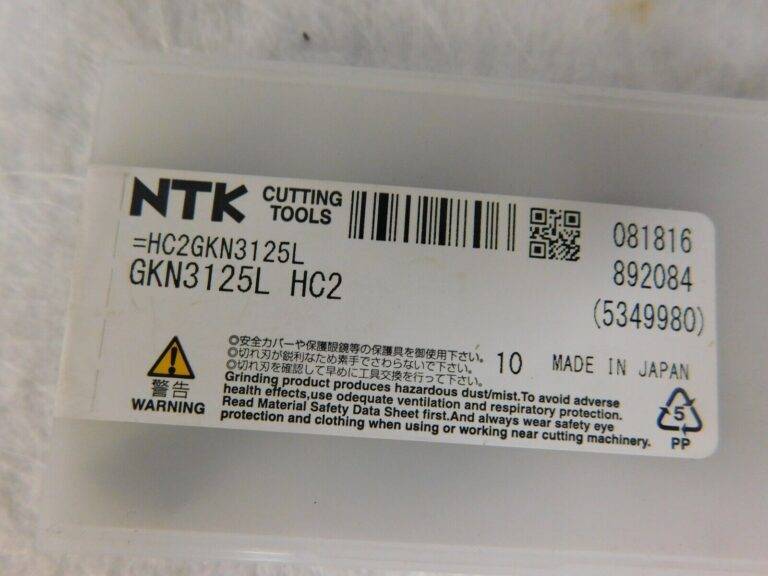 NTK CUTTING TOOLS
081816
=HC2GKN3125L
892084
GKN3125L HC2
(5349980)
◎安全カバーや保護眼鏡等の保護具を御使用下さい。
◎切れ刃が鋭利なため素手でさわらないで下さい。
◎切れ刃を確認して早めに工具交換を行って下さい。
10 MADE IN JAPAN
警告
WARNING
Grinding product produces hazardous dust/mist.To avoid adverse
health effects,use odequate ventilation and respiratory protection.
Read Material Safety Data Sheet first.And always wear safety eye
protection and clothing when using or working near cutting machinery.
5
PP